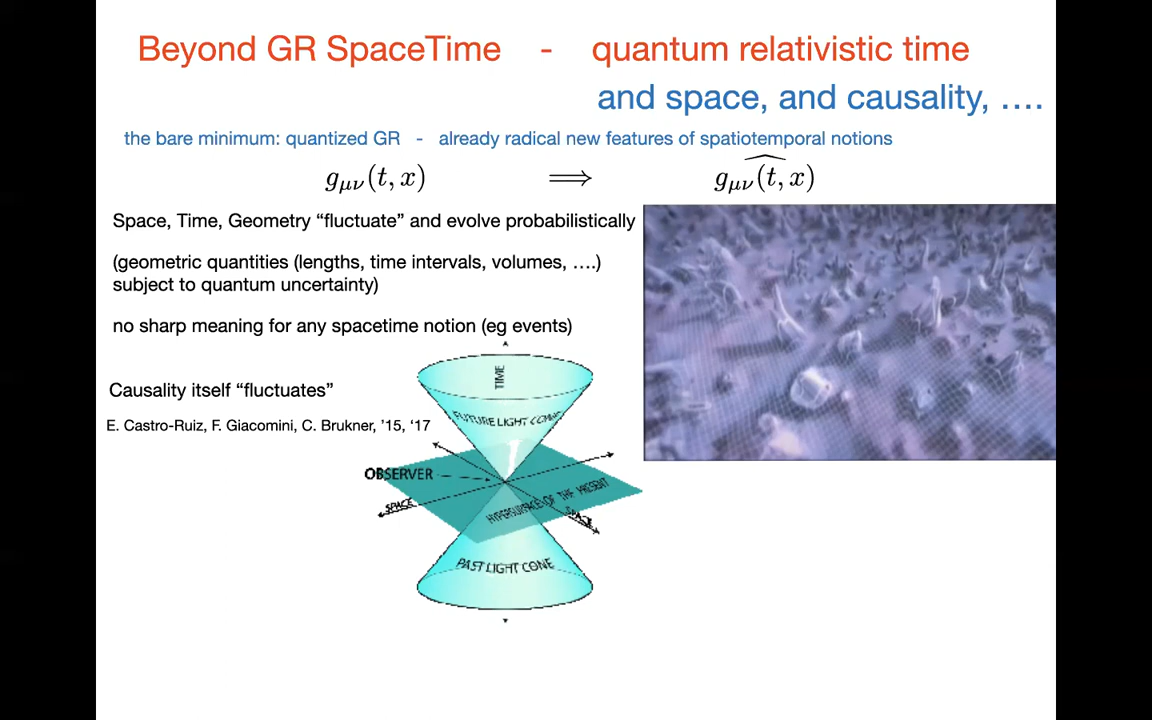 Beyond GR SpaceTime - quantum relativistic time
and space, and causality, ….
the bare minimum: quantized GR - already radical new features of spatiotemporal notions
g_{μν}(t, x) ⟹ \widehat{g_{μν}(t, x)}
Space, Time, Geometry “fluctuate” and evolve probabilistically
(geometric quantities (lengths, time intervals, volumes, ….)
subject to quantum uncertainty)
no sharp meaning for any spacetime notion (eg events)
Causality itself “fluctuates”
E. Castro-Ruiz, F. Giacomini, C. Brukner, ’15, ‘17
TIME
FUTURE LIGHT CONE
OBSERVER
SPACE
HYPERSURFACE OF THE PRESENT
SPACE
PAST LIGHT CONE